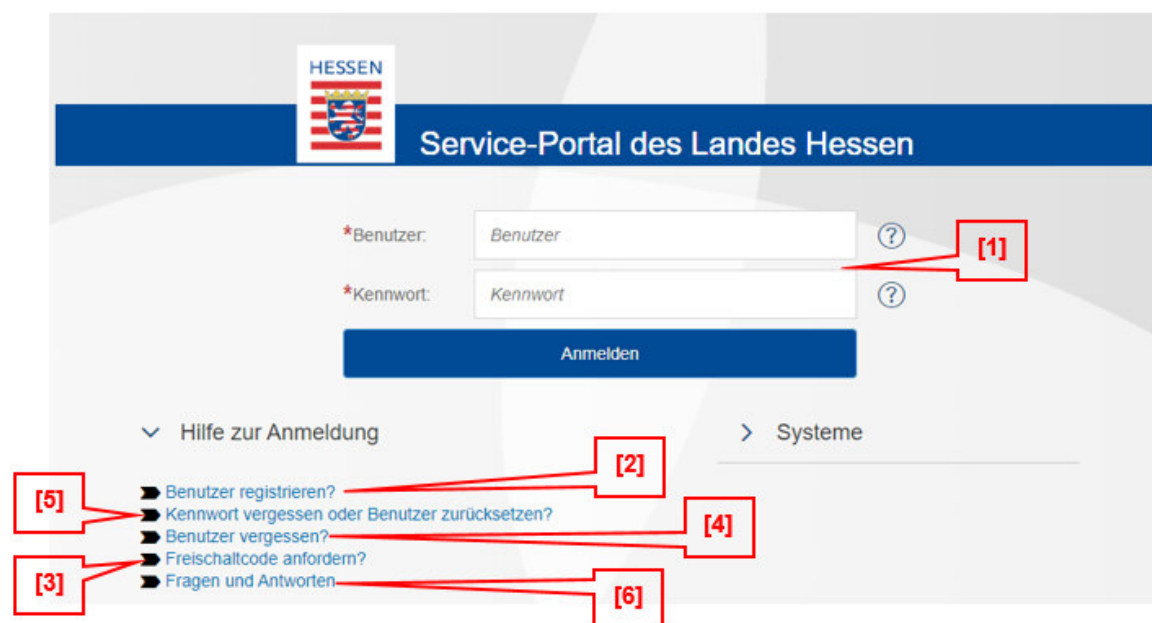 HESSEN
Service-Portal des Landes Hessen
*Benutzer: Benutzer
[1]
*Kennwort: Kennwort
Anmelden
Hilfe zur Anmeldung
Systeme
[2]
Benutzer registrieren?
[5]
Kennwort vergessen oder Benutzer zurücksetzen?
[4]
Benutzer vergessen?
Freischaltcode anfordern?
[3]
Fragen und Antworten
[6]